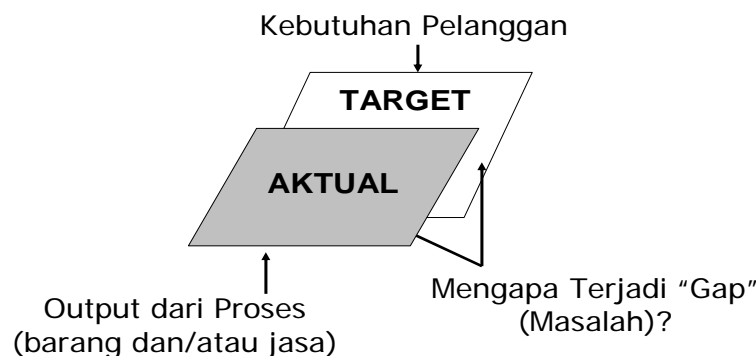 Kebutuhan Pelanggan
TARGET
AKTUAL
Output dari Proses
(barang dan/atau jasa)
Mengapa Terjadi “Gap”
(Masalah)?